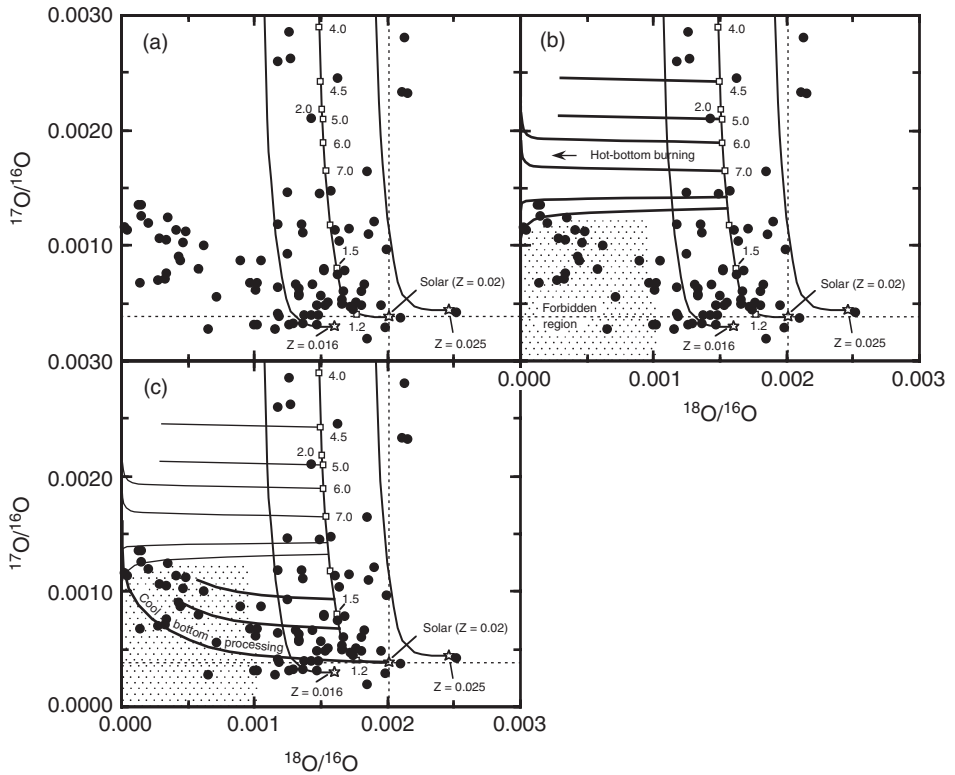 0.0030
(a)
4.0
4.5
2.0
5.0
6.0
7.0
1.5
1.2
Solar (Z = 0.02)
Z = 0.016
Z = 0.025
0.0020
0.0010
0.0030
17O/16O
(b)
4.0
4.5
2.0
5.0
6.0
Hot-bottom burning
7.0
1.5
Solar (Z = 0.02)
Forbidden
region
1.2
Z = 0.016
Z = 0.025
0.000
0.001
0.002
0.003
18O/16O
(c)
4.0
4.5
2.0
5.0
6.0
7.0
1.5
Cool bottom processing
Solar (Z = 0.02)
1.2
Z = 0.016
Z = 0.025
0.0020
0.0010
0.0000
17O/16O
0.000
0.001
0.002
0.003
18O/16O